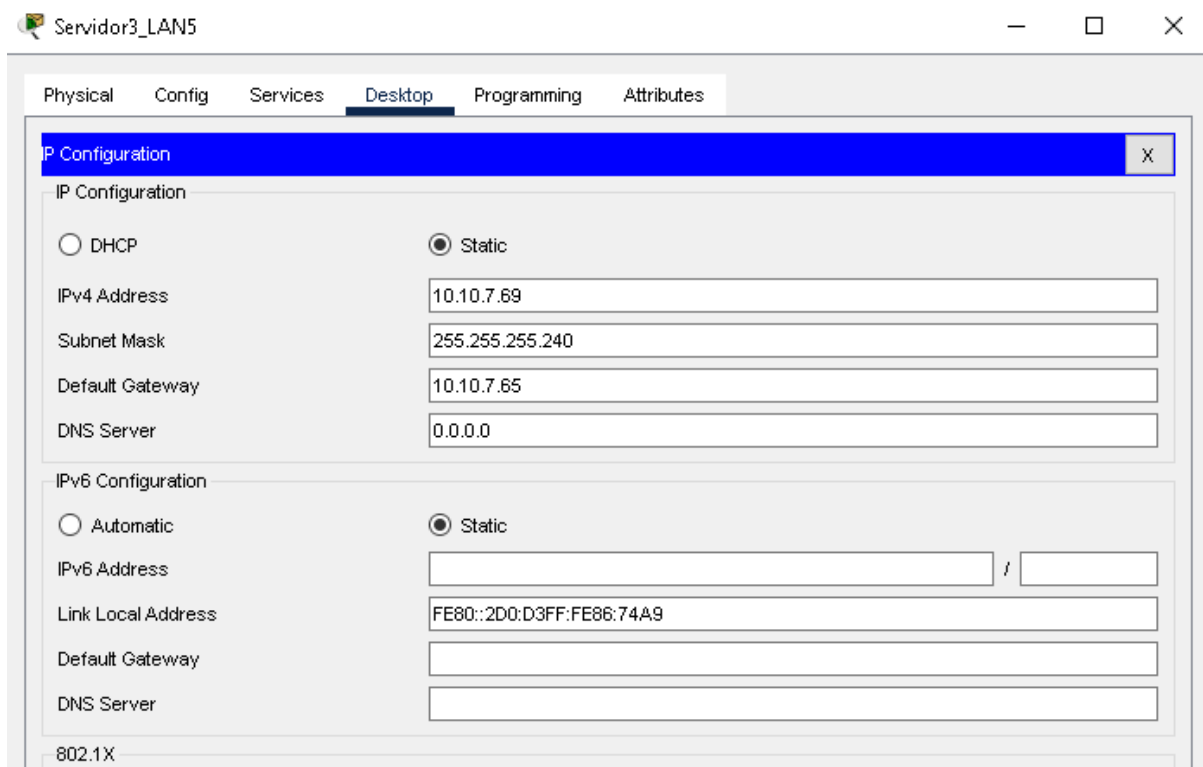 Servidor3_LAN5
Physical Config Services Desktop Programming Attributes
IP Configuration X
IP Configuration
DHCP Static
IPv4 Address 10.10.7.69
Subnet Mask 255.255.255.240
Default Gateway 10.10.7.65
DNS Server 0.0.0.0
IPv6 Configuration
Automatic Static
IPv6 Address /
Link Local Address FE80::2D0:D3FF:FE86:74A9
Default Gateway
DNS Server
802.1X